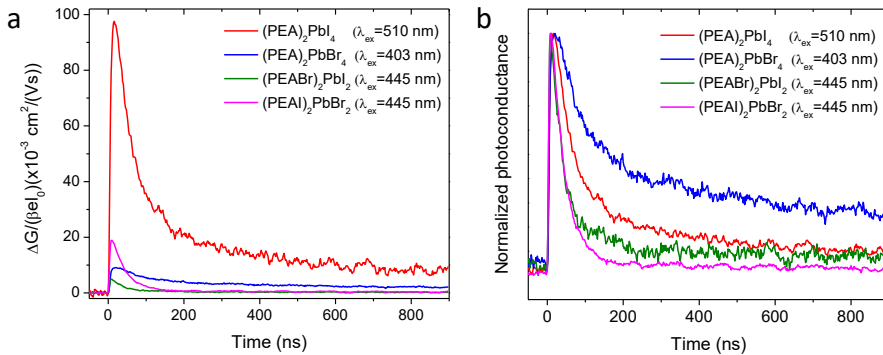 a
ΔG/(βeI₀)(x10⁻³ cm²/(Vs))
100
80
60
40
20
0
0
200
400
600
800
Time (ns)
(PEA)₂PbI₄ (λₑₓ=510 nm)
(PEA)₂PbBr₄ (λₑₓ=403 nm)
(PEABr)₂PbI₂ (λₑₓ=445 nm)
(PEAI)₂PbBr₂ (λₑₓ=445 nm)
b
Normalized photoconductance
0
200
400
600
800
Time (ns)
(PEA)₂PbI₄ (λₑₓ=510 nm)
(PEA)₂PbBr₄ (λₑₓ=403 nm)
(PEABr)₂PbI₂ (λₑₓ=445 nm)
(PEAI)₂PbBr₂ (λₑₓ=445 nm)